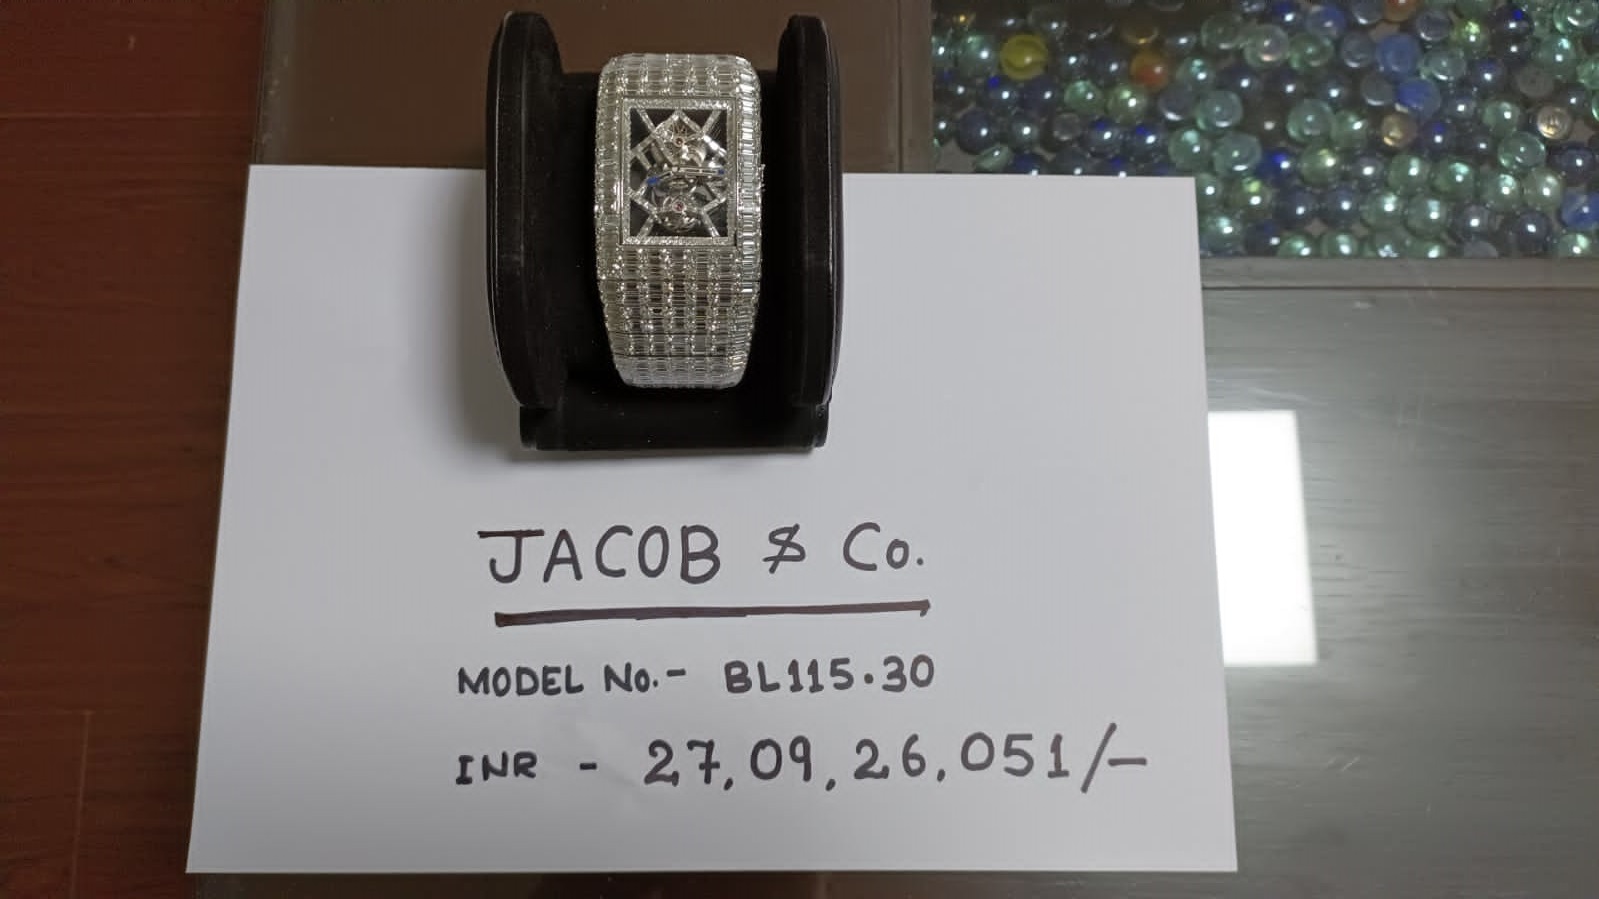 JACOB & Co.
MODEL No.- BL115.30
INR - 27,09,26,051/-